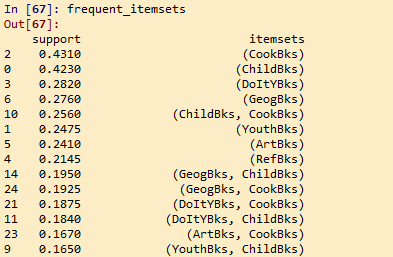 In [67]: frequent_itemsets
Out[67]:
support itemsets
2 0.4310 (CookBks)
0 0.4230 (ChildBks)
3 0.2820 (DoItYBks)
6 0.2760 (GeogBks)
10 0.2560 (ChildBks, CookBks)
1 0.2475 (YouthBks)
5 0.2410 (ArtBks)
4 0.2145 (RefBks)
14 0.1950 (GeogBks, ChildBks)
24 0.1925 (GeogBks, CookBks)
21 0.1875 (DoItYBks, CookBks)
11 0.1840 (DoItYBks, ChildBks)
23 0.1670 (ArtBks, CookBks)
9 0.1650 (YouthBks, ChildBks)